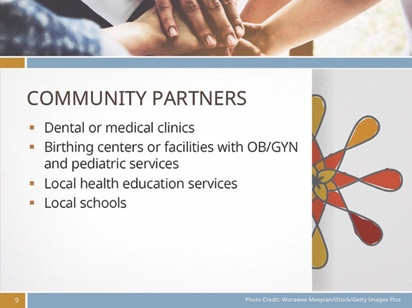 COMMUNITY PARTNERS
▪ Dental or medical clinics
▪ Birthing centers or facilities with OB/GYN
and pediatric services
▪ Local health education services
▪ Local schools
9
Photo Credit: Worawee Meepian/iStock/Getty Images Plus